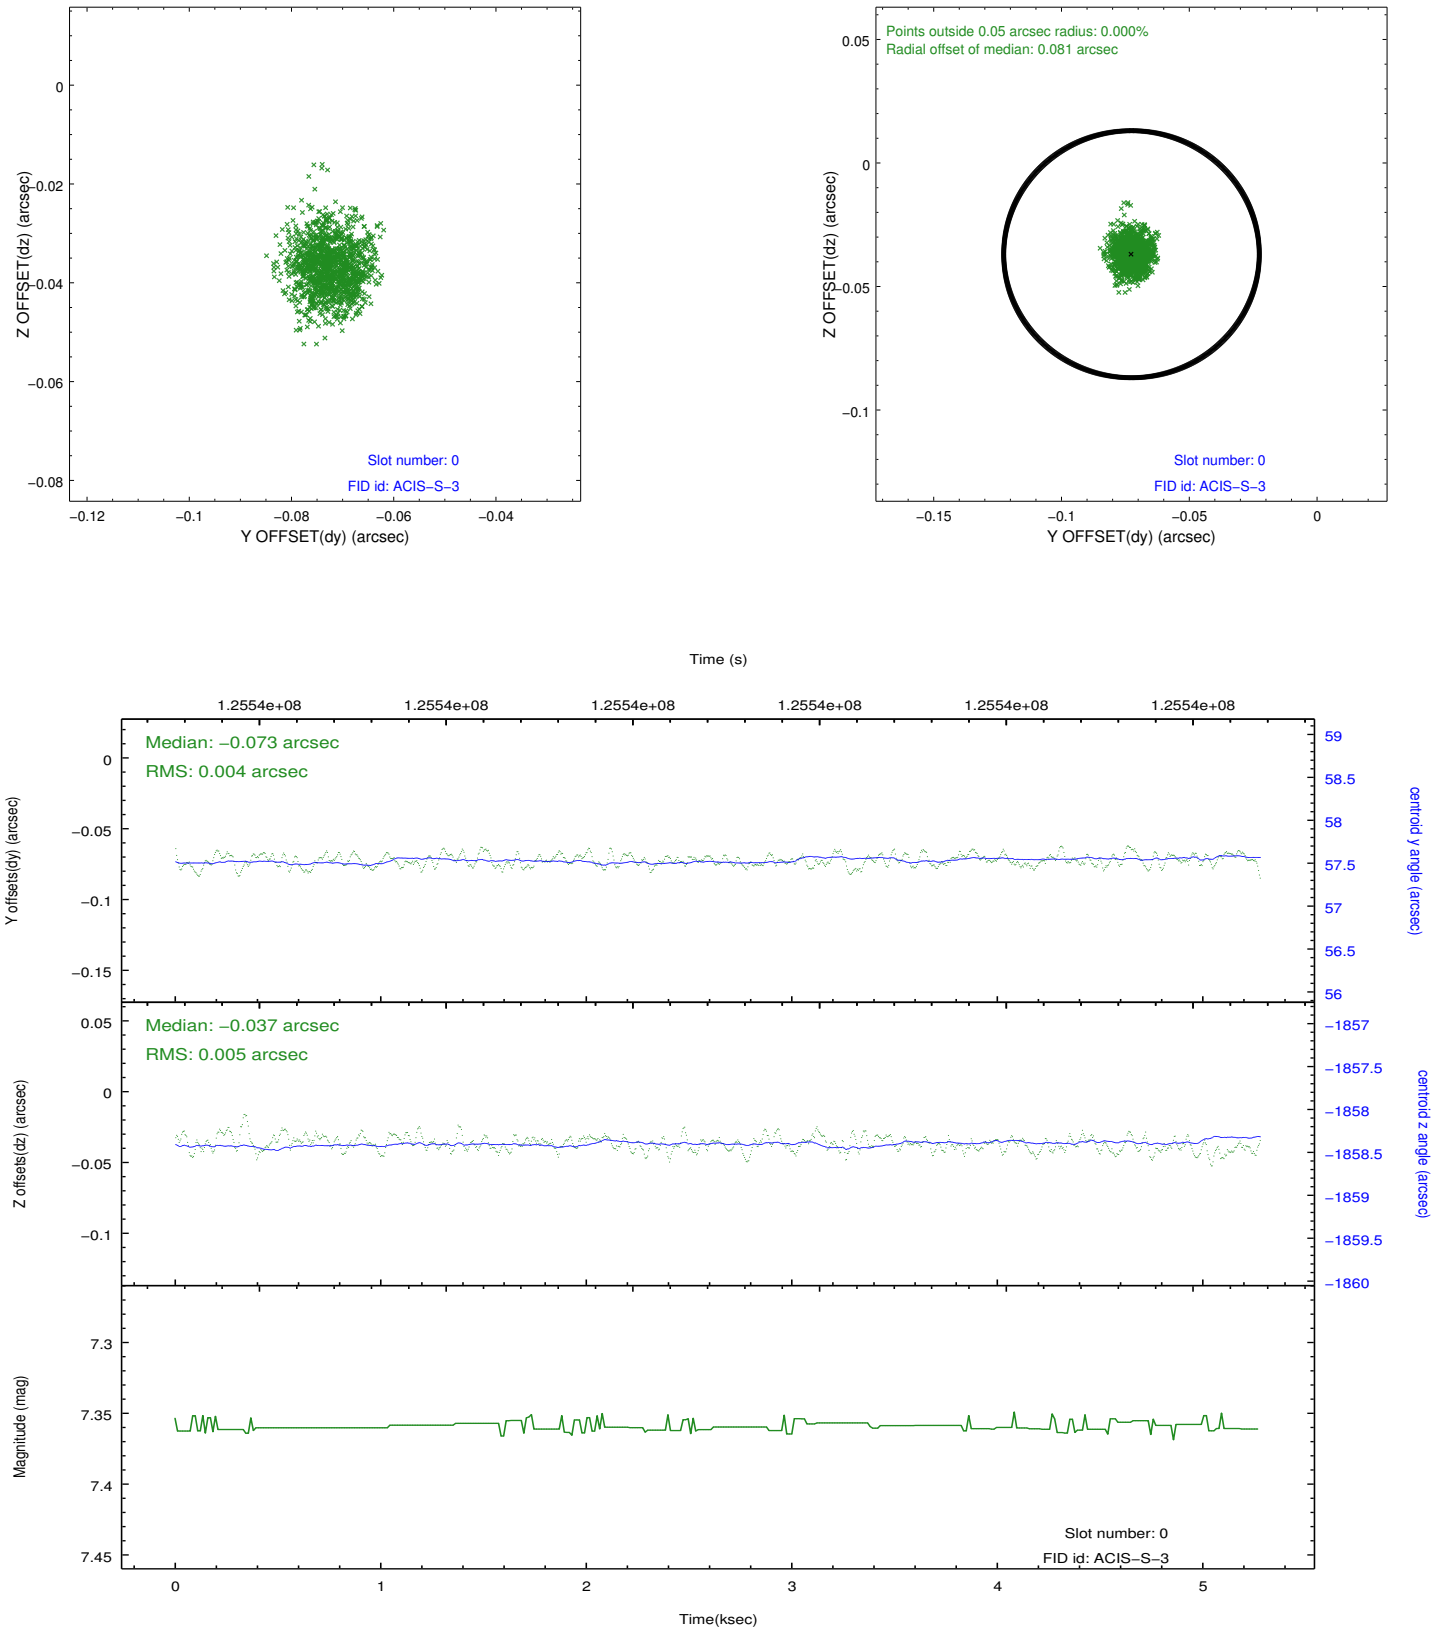 0
−0.02
−0.04
−0.06
−0.08
Z OFFSET(dz) (arcsec)
−0.12
−0.1
−0.08
−0.06
−0.04
Y OFFSET(dy) (arcsec)
Slot number: 0
FID id: ACIS−S−3
Points outside 0.05 arcsec radius: 0.000%
Radial offset of median: 0.081 arcsec
0.05
0
−0.05
−0.1
Z OFFSET(dz) (arcsec)
Slot number: 0
FID id: ACIS−S−3
−0.15
−0.1
−0.05
0
Y OFFSET(dy) (arcsec)
Time (s)
1.2554e+08
1.2554e+08
1.2554e+08
1.2554e+08
1.2554e+08
1.2554e+08
Median: −0.073 arcsec
RMS: 0.004 arcsec
0
−0.05
−0.1
−0.15
Y offsets(dy) (arcsec)
59
58.5
58
57.5
57
56.5
56
centroid y angle (arcsec)
Median: −0.037 arcsec
RMS: 0.005 arcsec
0.05
0
−0.05
−0.1
Z offsets(dz) (arcsec)
−1857
−1857.5
−1858
−1858.5
−1859
−1859.5
−1860
centroid z angle (arcsec)
7.3
7.35
7.4
7.45
Magnitude (mag)
Slot number: 0
FID id: ACIS−S−3
0
1
2
3
4
5
Time(ksec)